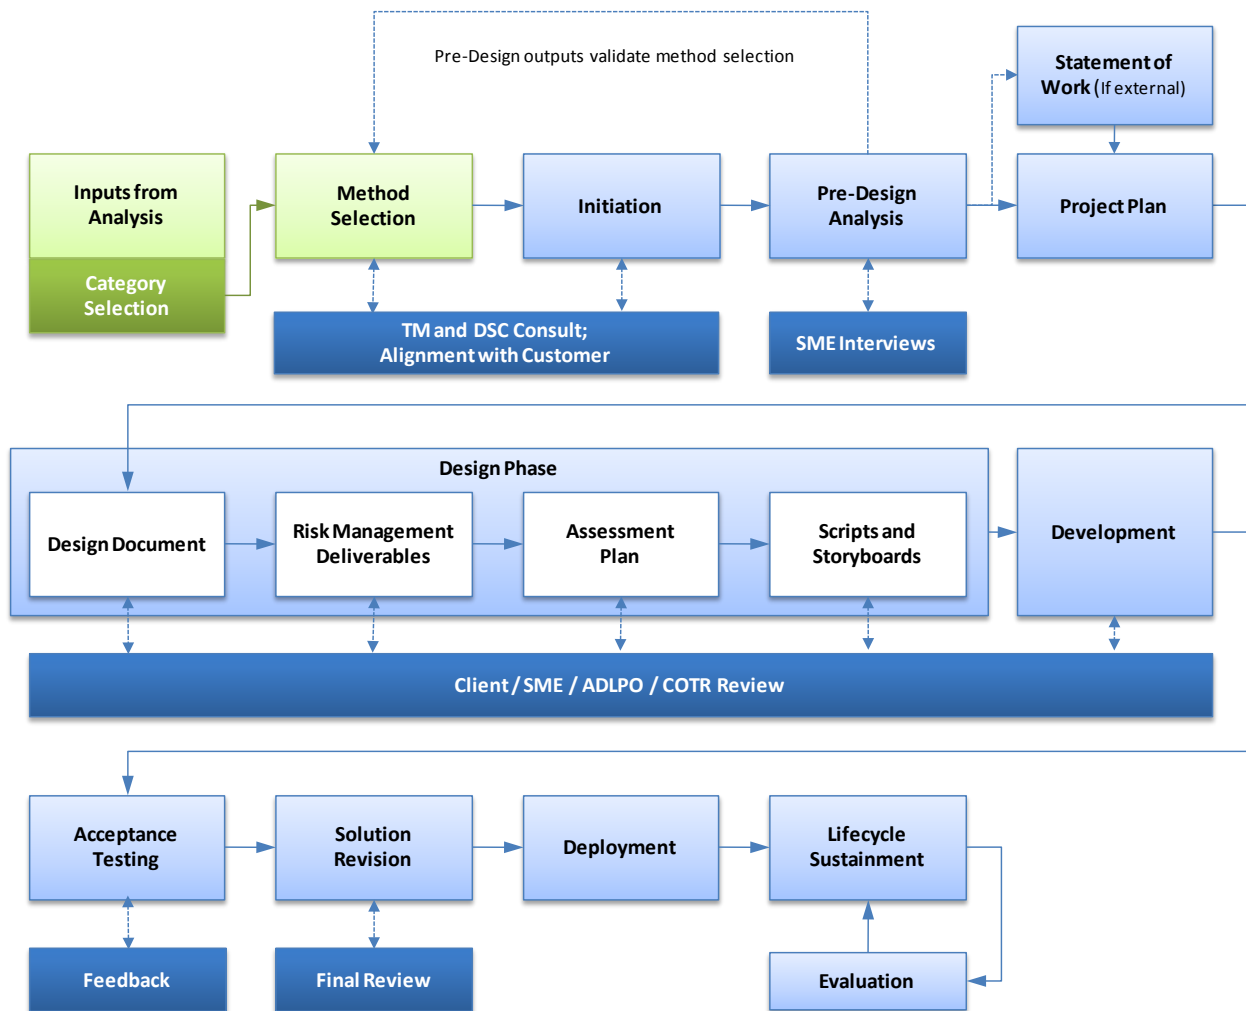 Pre-Design outputs validate method selection
Statement of
Work (If external)
Inputs from
Analysis
Category
Selection
Method
Selection
Initiation
Pre-Design
Analysis
Project Plan
TM and DSC Consult;
Alignment with Customer
SME Interviews
Design Phase
Design Document
Risk Management
Deliverables
Assessment
Plan
Scripts and
Storyboards
Development
Client / SME / ADLPO / COTR Review
Acceptance
Testing
Solution
Revision
Deployment
Lifecycle
Sustainment
Feedback
Final Review
Evaluation